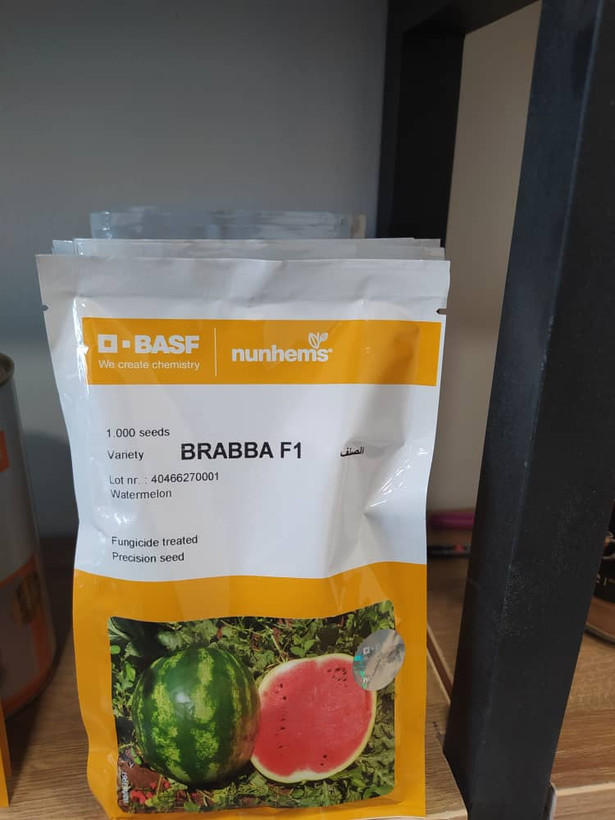 BASF
We create chemistry
nunhems®
1.000 seeds
Variety BRABBA F1 الصنف
Lot nr. : 40466270001
Watermelon
Fungicide treated
Precision seed